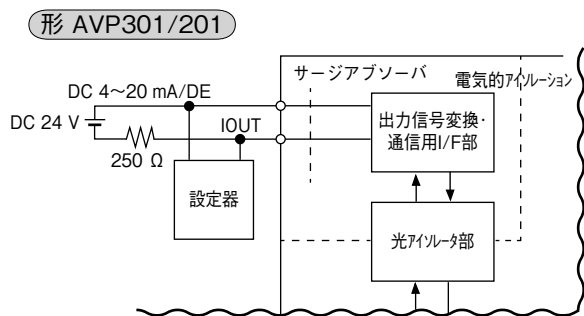 形 AVP301/201
サージアブソーバ
電気的アイソレーション
DC 4～20 mA/DE
DC 24 V
IOUT
250 Ω
設定器
出力信号変換・
通信用I/F部
光アイソレータ部